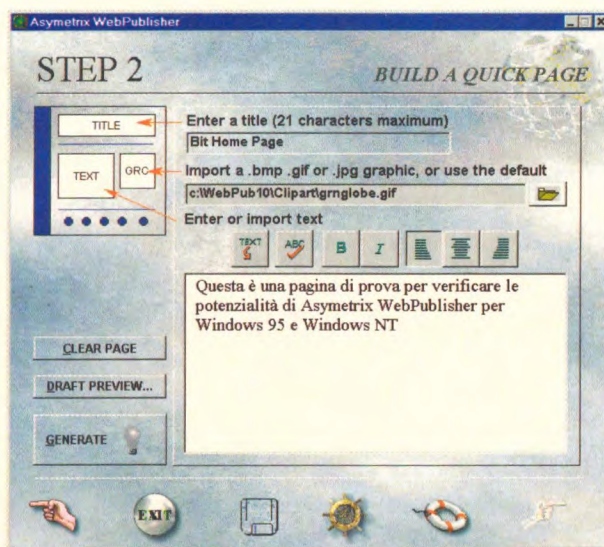 Asymetrix WebPublisher
STEP 2
BUILD A QUICK PAGE
TITLE
TEXT
GRC
Enter a title (21 characters maximum)
Bit Home Page
Import a .bmp .gif or .jpg graphic, or use the default
c:\WebPub10\Clipart\grnglobe.gif
Enter or import text
TEXT
ABC
B
I
Questa è una pagina di prova per verificare le
potenzialità di Asymetrix WebPublisher per
Windows 95 e Windows NT
CLEAR PAGE
DRAFT PREVIEW...
GENERATE
EXIT